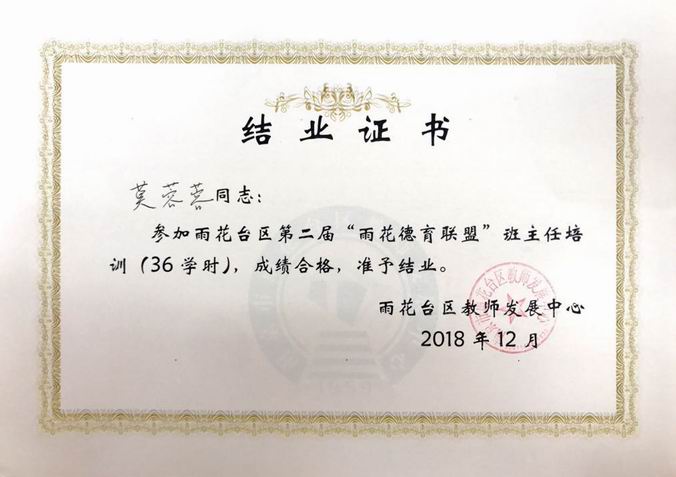 结业证书
莫蓉蓉同志：
参加雨花台区第二届“雨花德育联盟”班主任培
训（36学时），成绩合格，准予结业。
雨花台区教师发展中心
2018年12月